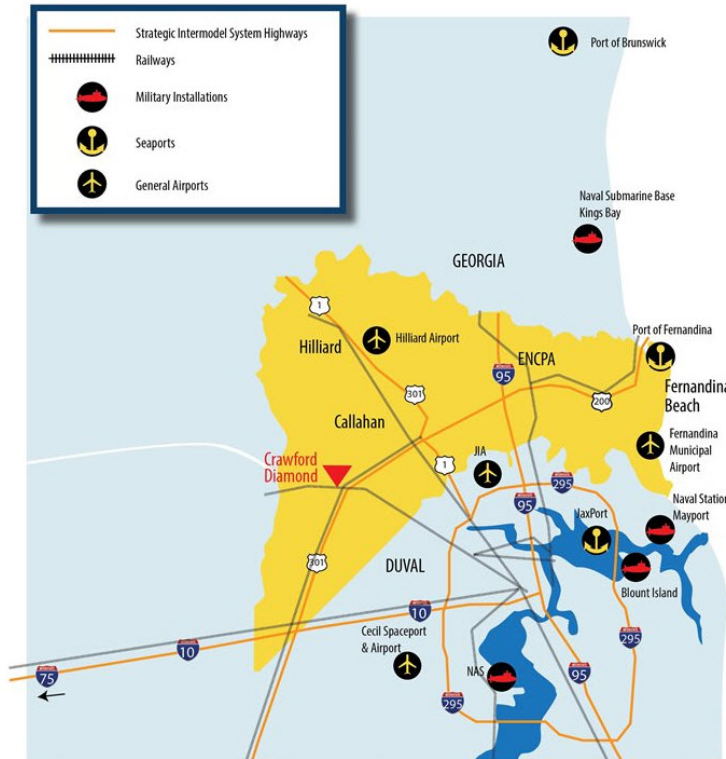 Strategic Intermodel System Highways
Railways
Military Installations
Seaports
General Airports
Port of Brunswick
Naval Submarine Base
Kings Bay
GEORGIA
1
Hilliard
Hilliard Airport
Port of Fernandina
ENCPA
95
301
200
Fernandina
Beach
Callahan
Fernandina
Municipal
Airport
Crawford
Diamond
JIA
1
295
95
JaxPort
Naval Station
Mayport
301
DUVAL
Blount Island
10
10
Cecil Spaceport
& Airport
295
75
NAS
95
295